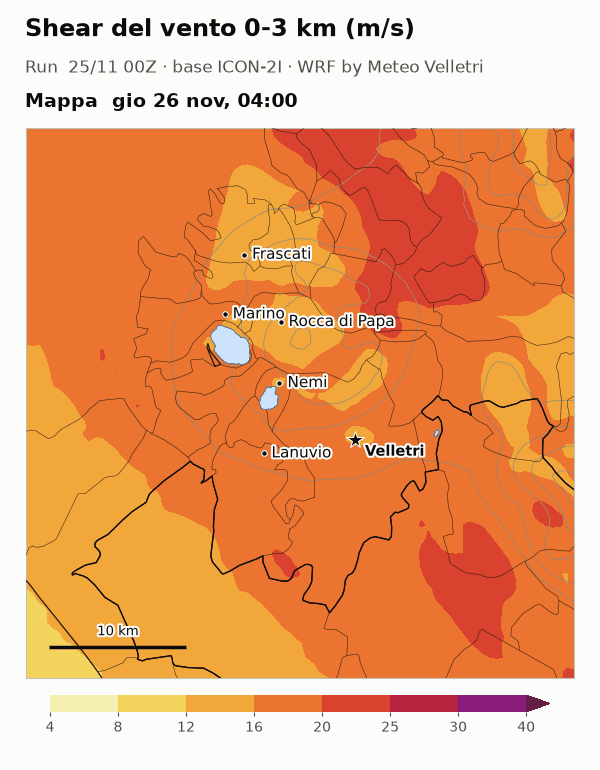 Shear del vento 0-3 km (m/s)
Run  25/11 00Z · base ICON-2I · WRF by Meteo Velletri
Mappa  gio 26 nov, 04:00
Frascati
Marino
Rocca di Papa
Nemi
Velletri
Lanuvio
10 km
4 8 12 16 20 25 30 40